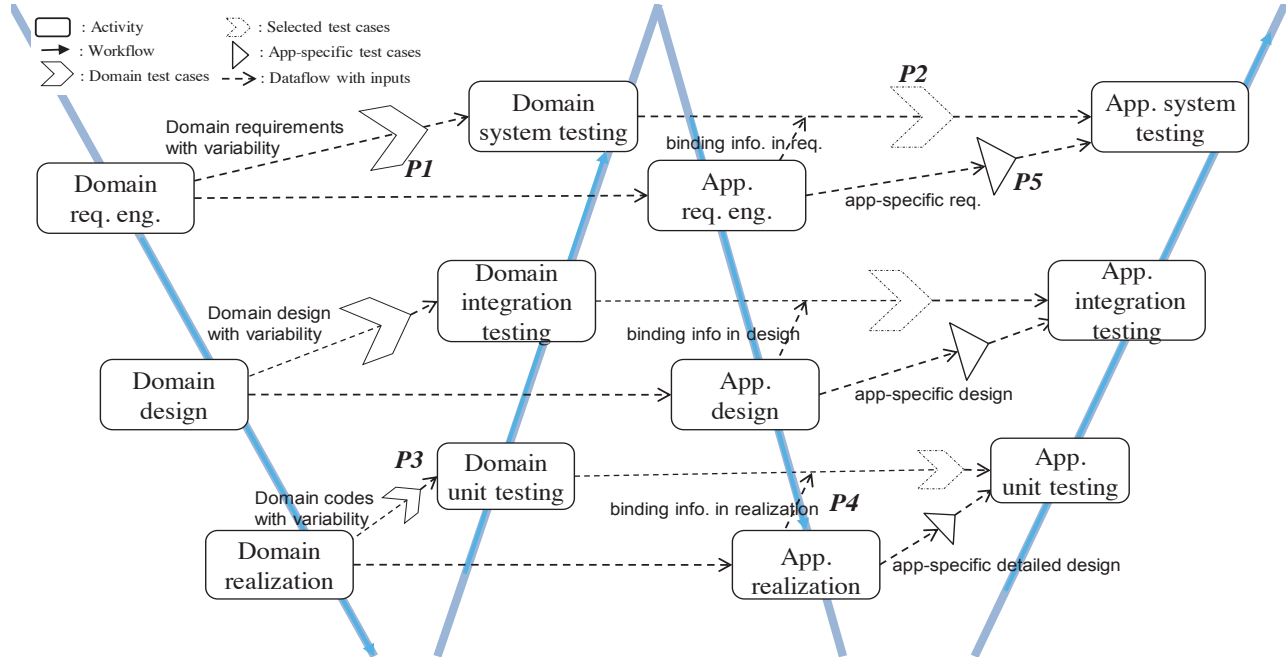 : Activity
: Workflow
: Domain test cases
: Selected test cases
: App-specific test cases
: Dataflow with inputs
Domain requirements
with variability
P1
Domain
system testing
P2
App. system
testing
binding info. in req.
Domain
req. eng.
App.
req. eng.
app-specific req.
P5
Domain design
with variability
Domain
integration
testing
binding info in design
App.
integration
testing
Domain
design
App.
design
app-specific design
P3
Domain codes
with variability
Domain
unit testing
binding info. in realization
P4
App.
unit testing
Domain
realization
App.
realization
app-specific detailed design